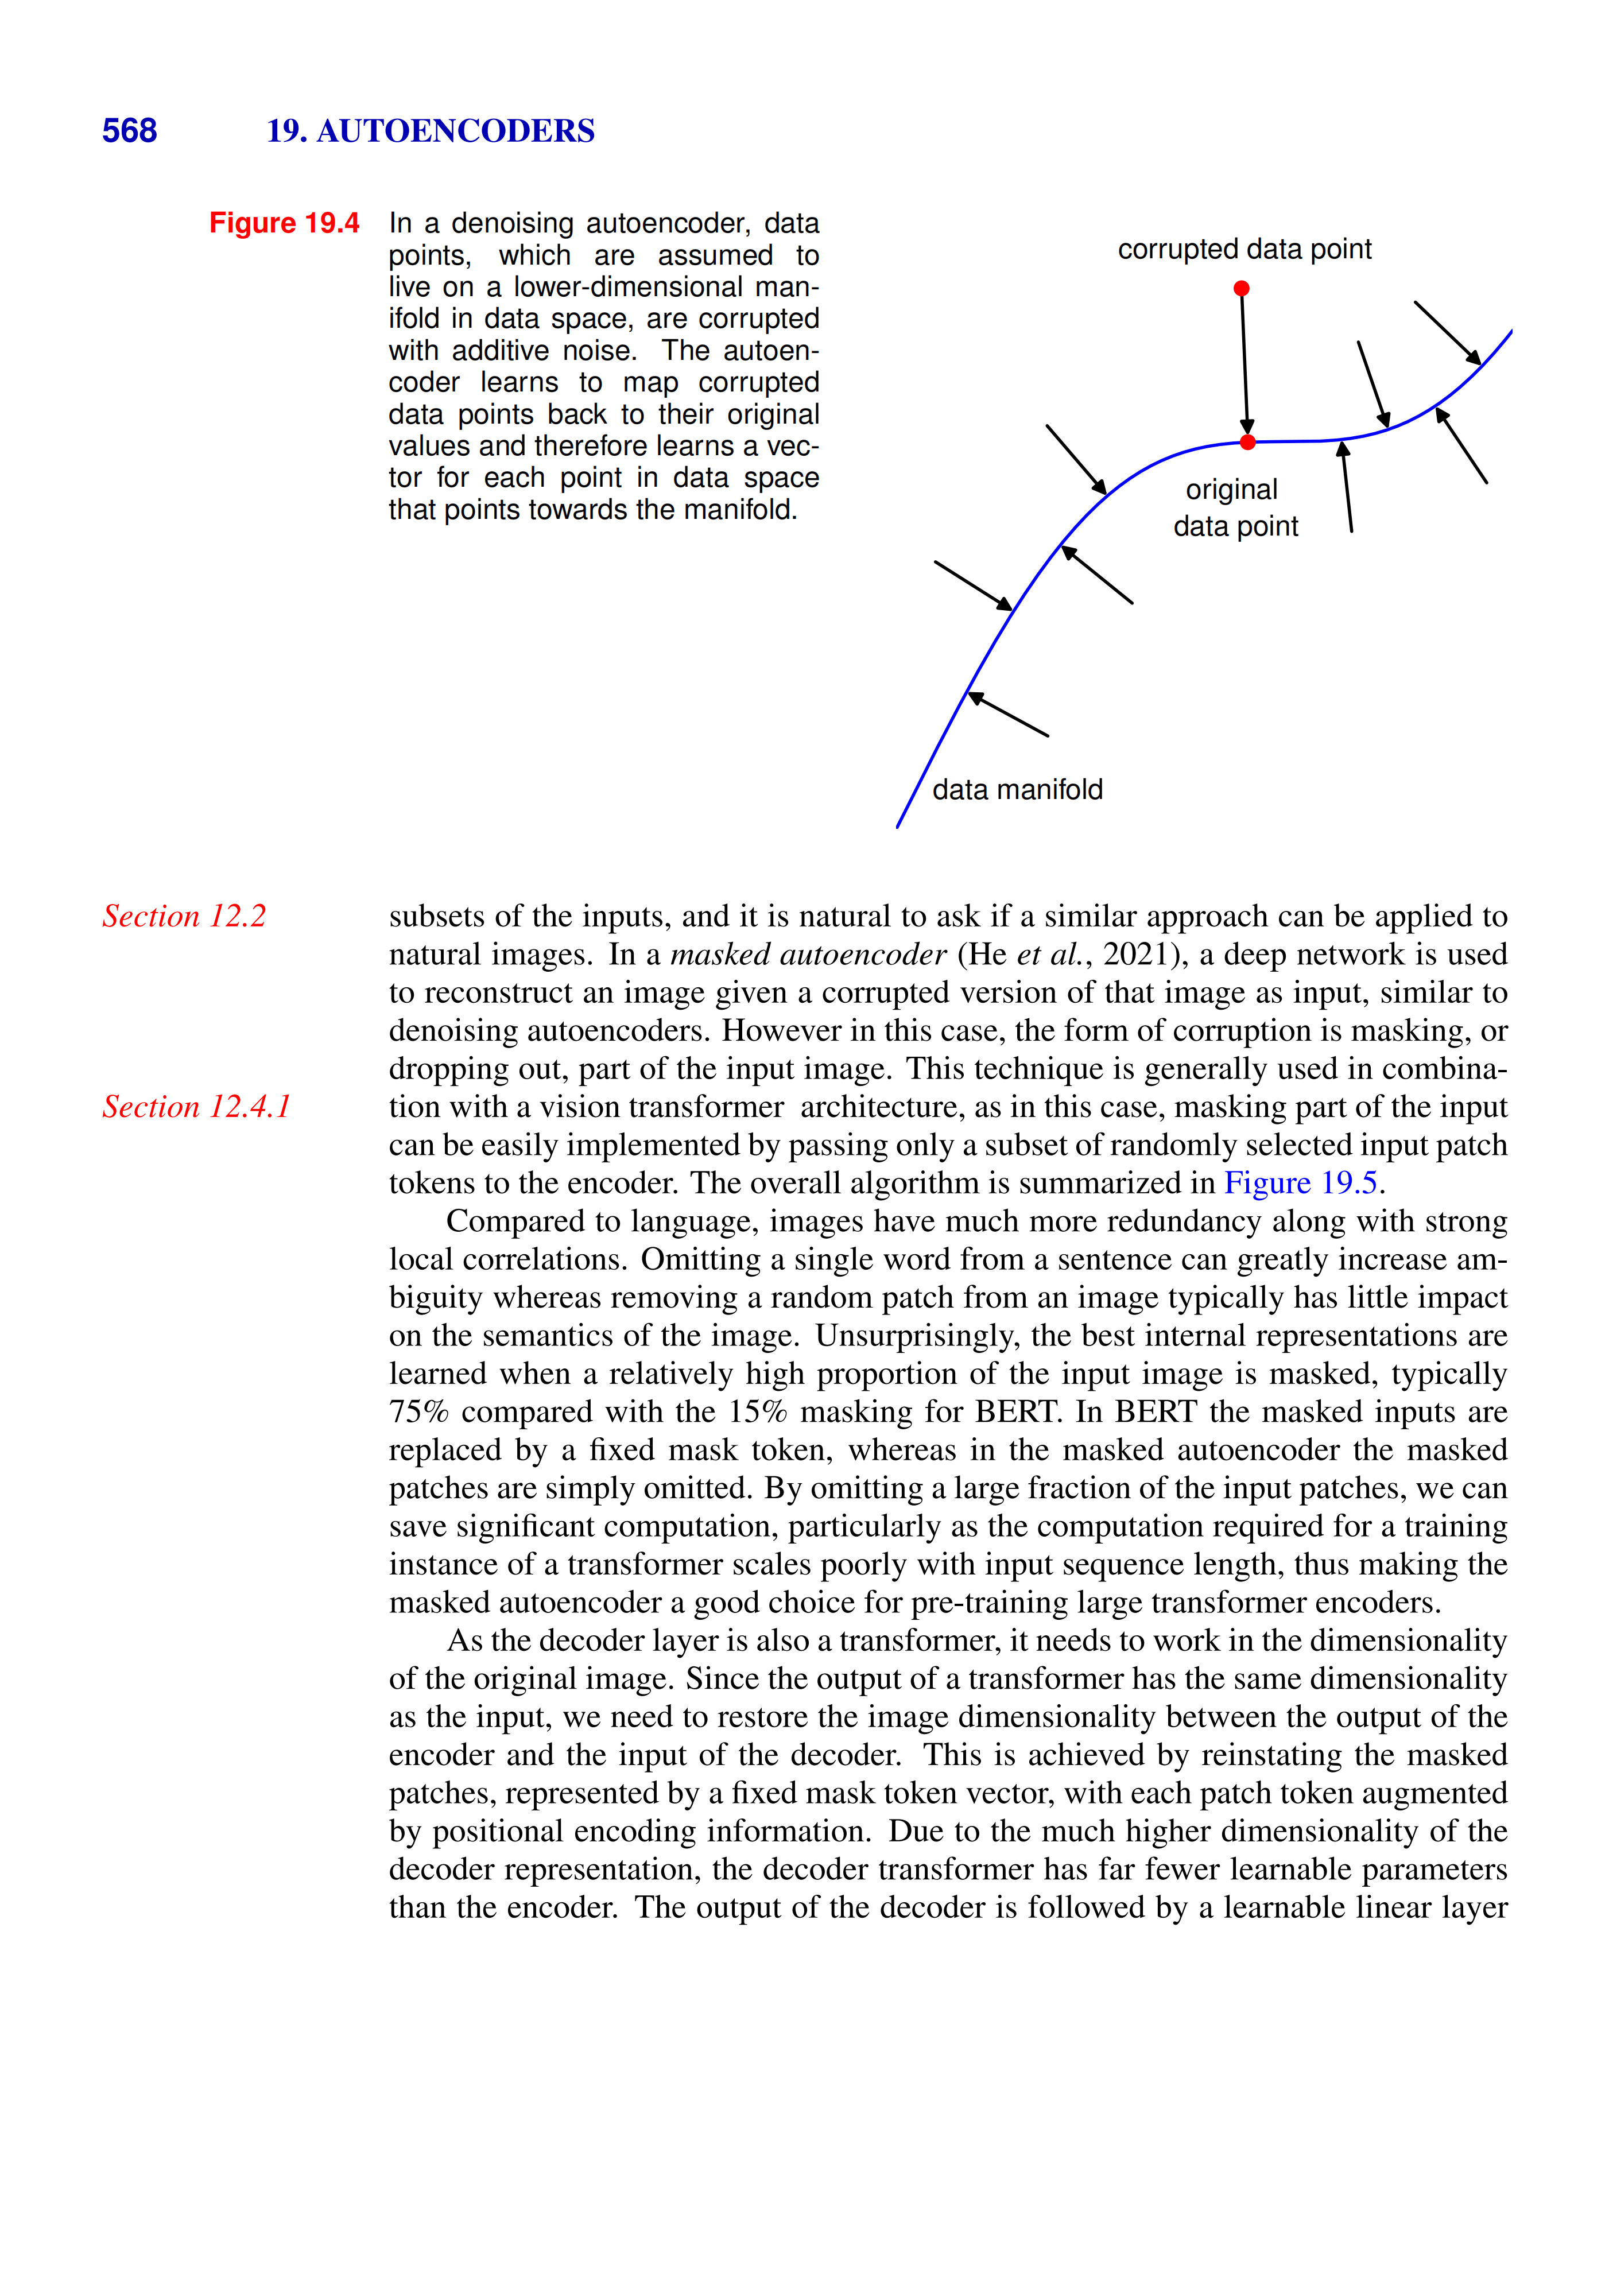 568 19. AUTOENCODERS
Figure 19.4 In a denoising autoencoder, data
points, which are assumed to
live on a lower-dimensional man-
ifold in data space, are corrupted
with additive noise. The autoen-
coder learns to map corrupted
data points back to their original
values and therefore learns a vec-
tor for each point in data space
that points towards the manifold.
corrupted data point
original
data point
data manifold
Section 12.2
subsets of the inputs, and it is natural to ask if a similar approach can be applied to
natural images. In a masked autoencoder (He et al., 2021), a deep network is used
to reconstruct an image given a corrupted version of that image as input, similar to
denoising autoencoders. However in this case, the form of corruption is masking, or
dropping out, part of the input image. This technique is generally used in combina-
Section 12.4.1
tion with a vision transformer architecture, as in this case, masking part of the input
can be easily implemented by passing only a subset of randomly selected input patch
tokens to the encoder. The overall algorithm is summarized in Figure 19.5.
Compared to language, images have much more redundancy along with strong
local correlations. Omitting a single word from a sentence can greatly increase am-
biguity whereas removing a random patch from an image typically has little impact
on the semantics of the image. Unsurprisingly, the best internal representations are
learned when a relatively high proportion of the input image is masked, typically
75% compared with the 15% masking for BERT. In BERT the masked inputs are
replaced by a fixed mask token, whereas in the masked autoencoder the masked
patches are simply omitted. By omitting a large fraction of the input patches, we can
save significant computation, particularly as the computation required for a training
instance of a transformer scales poorly with input sequence length, thus making the
masked autoencoder a good choice for pre-training large transformer encoders.
As the decoder layer is also a transformer, it needs to work in the dimensionality
of the original image. Since the output of a transformer has the same dimensionality
as the input, we need to restore the image dimensionality between the output of the
encoder and the input of the decoder. This is achieved by reinstating the masked
patches, represented by a fixed mask token vector, with each patch token augmented
by positional encoding information. Due to the much higher dimensionality of the
decoder representation, the decoder transformer has far fewer learnable parameters
than the encoder. The output of the decoder is followed by a learnable linear layer